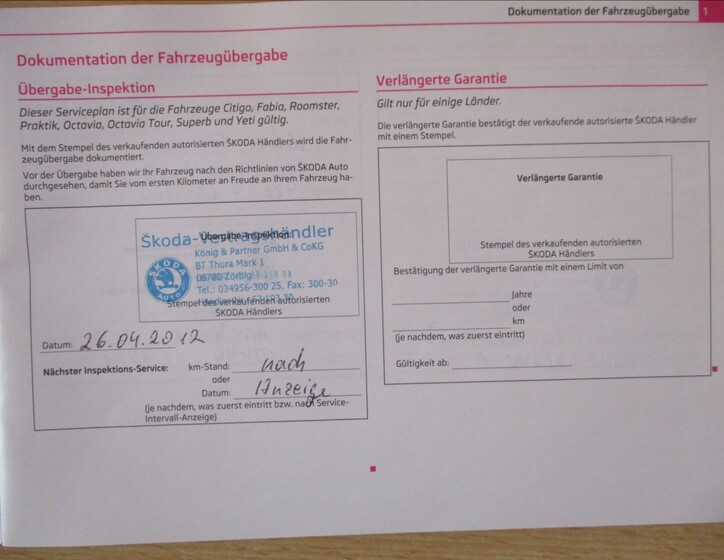 Dokumentation der Fahrzeugübergabe 1
Dokumentation der Fahrzeugübergabe
Übergabe-Inspektion
Dieser Serviceplan ist für die Fahrzeuge Citigo, Fabia, Roomster,
Praktik, Octavia, Octavia Tour, Superb und Yeti gültig.
Mit dem Stempel des verkaufenden autorisierten ŠKODA Händlers wird die Fahr-
zeugübergabe dokumentiert.
Vor der Übergabe haben wir Ihr Fahrzeug nach den Richtlinien von ŠKODA Auto
durchgesehen, damit Sie vom ersten Kilometer an Freude an Ihrem Fahrzeug ha-
ben.
Übergabe-Inspektion
Škoda-Vertragshändler
König & Partner GmbH & CoKG
BT Thura Mark 1
06780 Zörbig
Tel.: 034956-300 25, Fax: 300-30
ŠKODA
AUTO
Stempel des verkaufenden autorisierten
ŠKODA Händlers
Datum: 26.04.2012
Nächster Inspektions-Service: km-Stand: nach
oder
Datum: Anzeige
(je nachdem, was zuerst eintritt bzw. nach Service-
Intervall-Anzeige)
Verlängerte Garantie
Gilt nur für einige Länder.
Die verlängerte Garantie bestätigt der verkaufende autorisierte ŠKODA Händler
mit einem Stempel.
Verlängerte Garantie
Stempel des verkaufenden autorisierten
ŠKODA Händlers
Bestätigung der verlängerte Garantie mit einem Limit von
Jahre
oder
km
(je nachdem, was zuerst eintritt)
Gültigkeit ab: